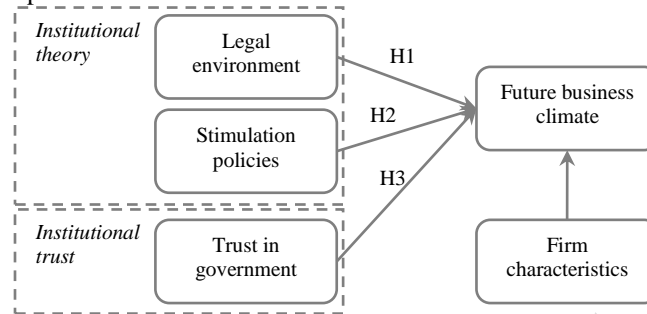 Institutional
theory
Legal
environment
H1
Future business
climate
Stimulation
policies
H2
H3
Institutional
trust
Trust in
government
Firm
characteristics